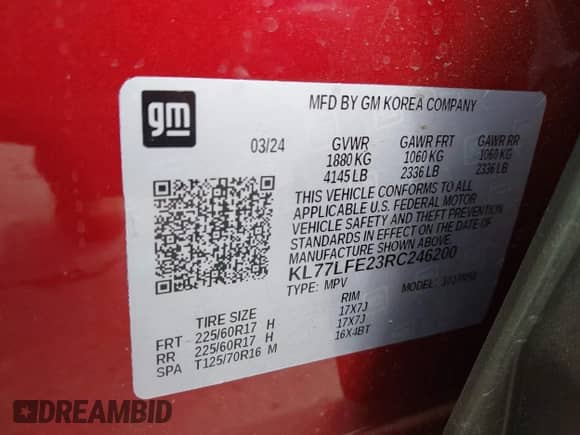 gm
MFD BY GM KOREA COMPANY
03/24 GVWR GAWR FRT GAWR RR
1880 KG 1060 KG 1060 KG
4145 LB 2336 LB 2336 LB
THIS VEHICLE CONFORMS TO ALL
APPLICABLE U.S. FEDERAL MOTOR
VEHICLE SAFETY AND THEFT PREVENTION
STANDARDS IN EFFECT ON THE DATE OF
MANUFACTURE SHOWN ABOVE.
KL77LFE23RC246200
TYPE: MPV MODEL:
TIRE SIZE RIM
FRT 225/60R17 H 17X7J
RR 225/60R17 H 17X7J
SPA T125/70R16 M 16X4BT
DREAMBID